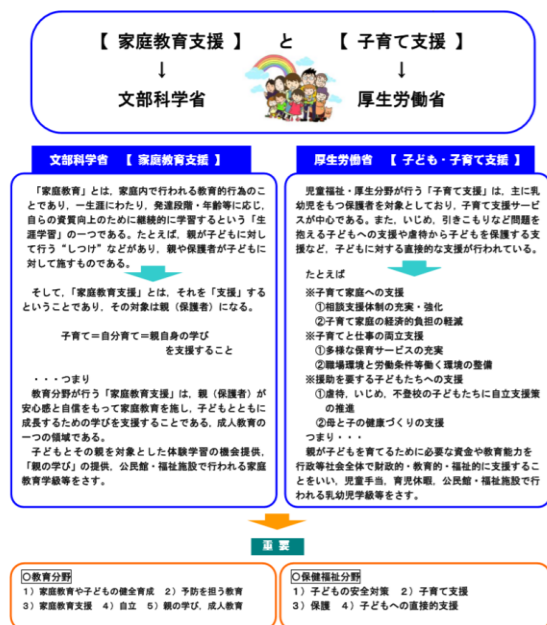 【 家庭教育支援 】 と 【 子育て支援 】
↓ ↓
文部科学省 厚生労働省
文部科学省 【 家庭教育支援 】
「家庭教育」とは，家庭内で行われる教育的行為のこ
とであり，一生涯にわたり，発達段階・年齢等に応じ，
自らの資質向上のために継続的に学習するという「生
涯学習」の一つである。たとえば，親が子どもに対し
て行う“しつけ”などがあり，親や保護者が子どもに
対して施すものである。
そして，「家庭教育支援」とは，それを「支援」する
ということであり，その対象は親（保護者）になる。
子育て＝自分育て＝親自身の学び
を支援すること
・・・つまり
教育分野が行う「家庭教育支援」は，親（保護者）が
安心感と自信をもって家庭教育を施し，子どもとともに
成長するための学びを支援することである，成人教育の
一つの領域である。
子どもとその親を対象とした体験学習の機会提供，
「親の学び」の提供，公民館・福祉施設で行われる家庭
教育学級等をさす。
厚生労働省 【 子ども・子育て支援 】
児童福祉・厚生分野が行う「子育て支援」は，主に乳
幼児をもつ保護者を対象としており，子育て支援サービ
スが中心である。また，いじめ，引きこもりなど問題を
抱える子どもへの支援や虐待から子どもを保護する支
援など，子どもに対する直接的な支援が行われている。
たとえば
※子育て家庭への支援
①相談支援体制の充実・強化
②子育て家庭の経済的負担の軽減
※子育てと仕事の両立支援
①多様な保育サービスの充実
②職場環境と労働条件等働く環境の整備
※援助を要する子どもたちへの支援
①虐待，いじめ，不登校の子どもたちに自立支援策
の推進
②母と子の健康づくりの支援
つまり・・・
親が子どもを育てるために必要な資金や教育能力を
行政等社会全体で財政的・教育的・福祉的に支援するこ
とをいい，児童手当，育児休暇，公民館・福祉施設で行
われる乳幼児学級等をさす。
重 要
○教育分野
１）家庭教育や子どもの健全育成 ２）予防を担う教育
３）家庭教育支援 ４）自立 ５）親の学び，成人教育
○保健福祉分野
１）子どもの安全対策 ２）子育て支援
３）保護 ４）子どもへの直接的支援